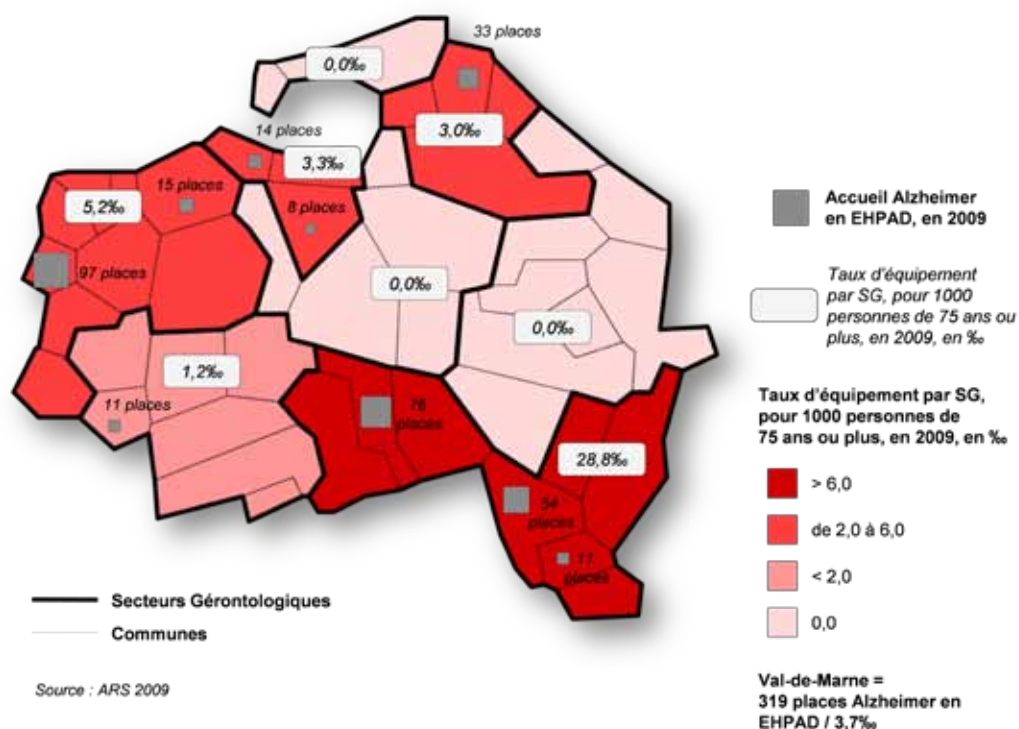 33 places
0,0‰
14 places
3,0‰
3,3‰
15 places
5,2‰
8 places
97 places
0,0‰
0,0‰
1,2‰
11 places
76
places
28,8‰
54
places
11
places
Secteurs Gérontologiques
Communes
Source : ARS 2009
Accueil Alzheimer
en EHPAD, en 2009
Taux d'équipement
par SG, pour 1000
personnes de 75 ans ou
plus, en 2009, en ‰
Taux d'équipement par SG,
pour 1000 personnes de
75 ans ou plus, en 2009, en ‰
> 6,0
de 2,0 à 6,0
< 2,0
0,0
Val-de-Marne =
319 places Alzheimer en
EHPAD / 3,7‰